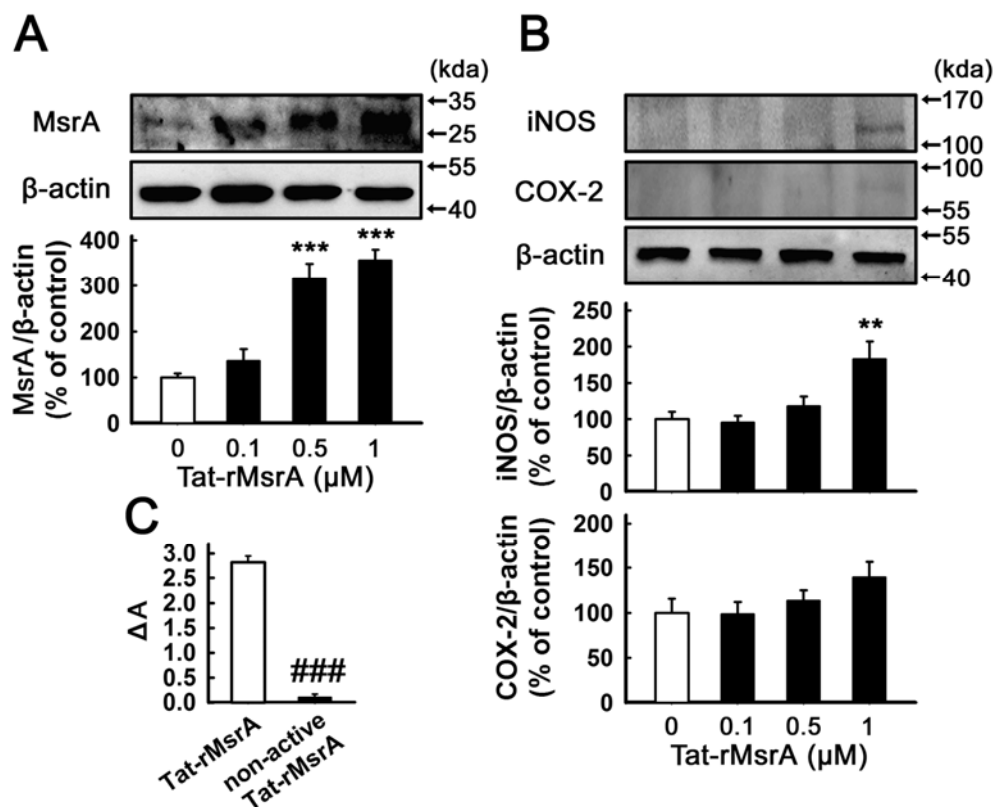 A
(kda)
MsrA
←35
←25
β-actin
←55
←40
MsrA/β-actin
(% of control)
400
300
200
100
0
***
***
0 0.1 0.5 1
Tat-rMsrA (μM)
B
(kda)
iNOS
←170
←100
COX-2
←100
←55
β-actin
←55
←40
iNOS/β-actin
(% of control)
250
200
150
100
50
0
**
COX-2/β-actin
(% of control)
200
150
100
50
0
0 0.1 0.5 1
Tat-rMsrA (μM)
C
ΔA
3.0
2.5
2.0
1.5
1.0
0.5
0.0
###
Tat-rMsrA
non-active
Tat-rMsrA